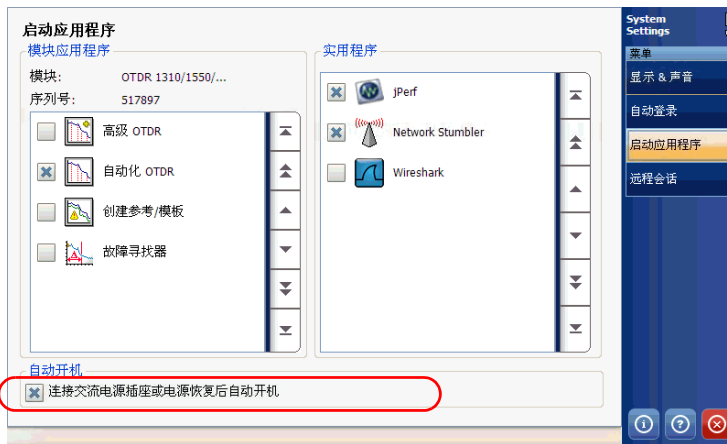 启动应用程序
模块应用程序
模块: OTDR 1310/1550/...
序列号: 517897
高级 OTDR
自动化 OTDR
创建参考/模板
故障寻找器
实用程序
jPerf
Network Stumbler
Wireshark
自动开机
连接交流电源插座或电源恢复后自动开机
System
Settings
菜单
显示 & 声音
自动登录
启动应用程序
远程会话